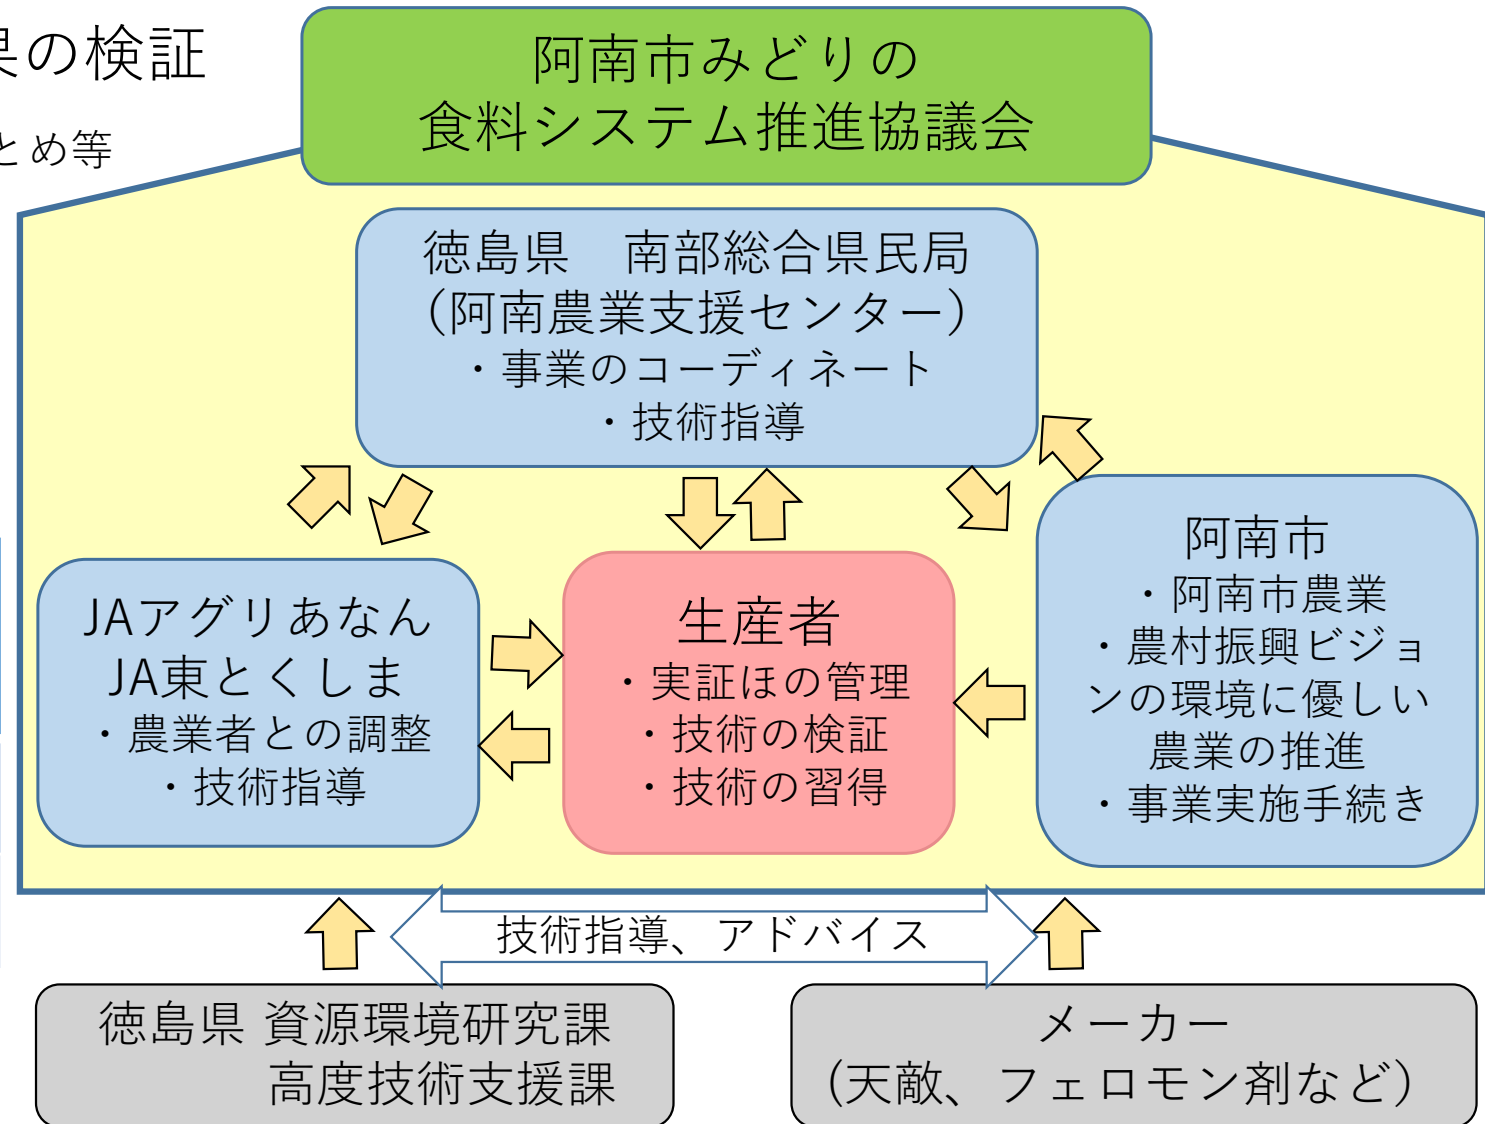 果の検証
とめ等
阿南市みどりの
食料システム推進協議会
徳島県　南部総合県民局
（阿南農業支援センター）
・事業のコーディネート
・技術指導
JAアグリあなん
JA東とくしま
・農業者との調整
・技術指導
生産者
・実証ほの管理
・技術の検証
・技術の習得
阿南市
・阿南市農業
・農村振興ビジョ
ンの環境に優しい
農業の推進
・事業実施手続き
技術指導、アドバイス
徳島県 資源環境研究課
高度技術支援課
メーカー
（天敵、フェロモン剤など）